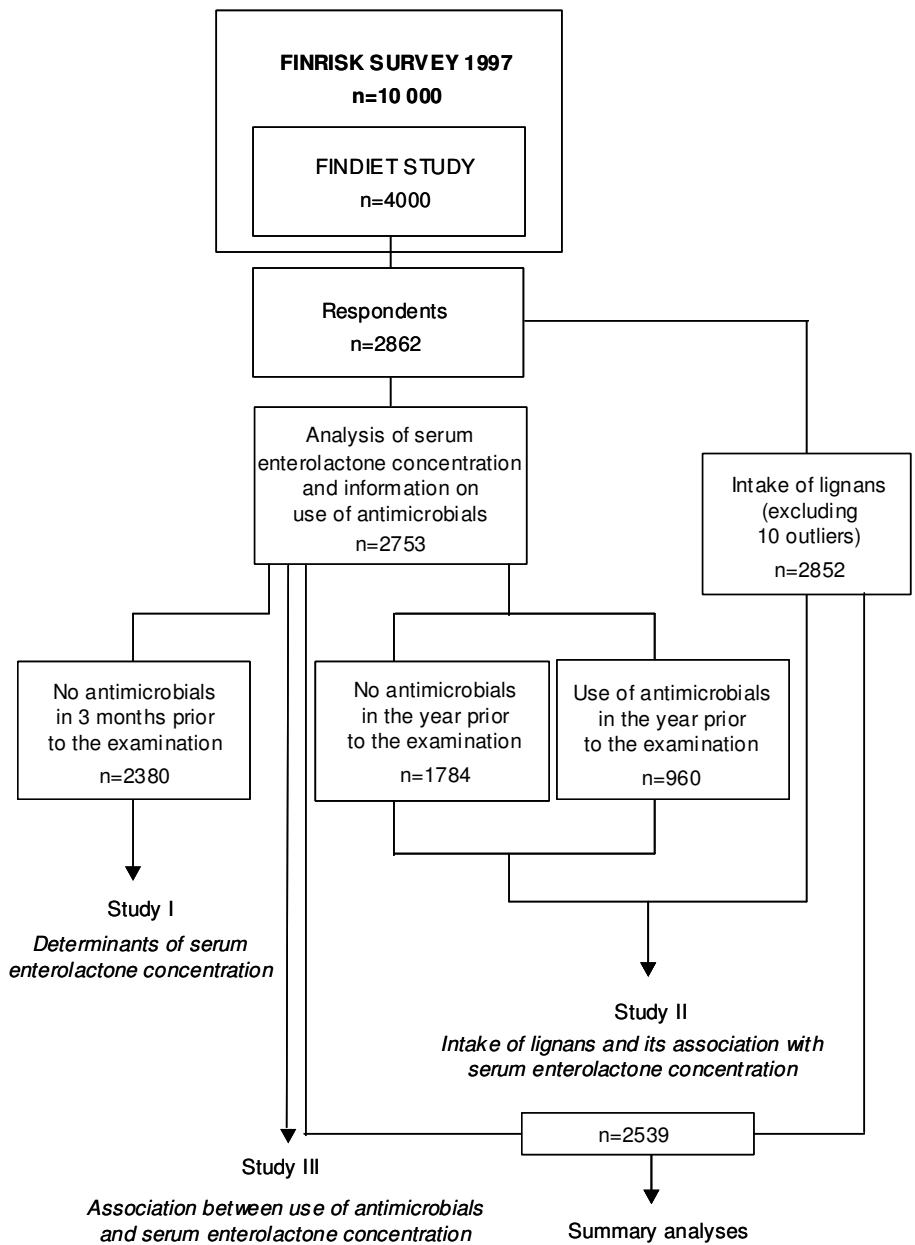 FINRISK SURVEY 1997
n=10 000
FINDIET STUDY
n=4000
Respondents
n=2862
Analysis of serum
enterolactone concentration
and information on
use of antimicrobials
n=2753
Intake of lignans
(excluding
10 outliers)
n=2852
No antimicrobials
in 3 months prior
to the examination
n=2380
No antimicrobials
in the year prior
to the examination
n=1784
Use of antimicrobials
in the year prior
to the examination
n=960
Study I
Determinants of serum
enterolactone concentration
Study II
Intake of lignans and its association with
serum enterolactone concentration
n=2539
Study III
Association between use of antimicrobials
and serum enterolactone concentration
Summary analyses